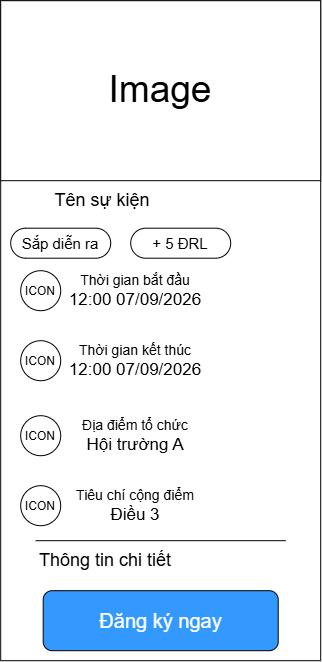 Image
Tên sự kiện
Sắp diễn ra
+ 5 ĐRL
ICON
Thời gian bắt đầu
12:00 07/09/2026
ICON
Thời gian kết thúc
12:00 07/09/2026
ICON
Địa điểm tổ chức
Hội trường A
ICON
Tiêu chí cộng điểm
Điều 3
Thông tin chi tiết
Đăng ký ngay